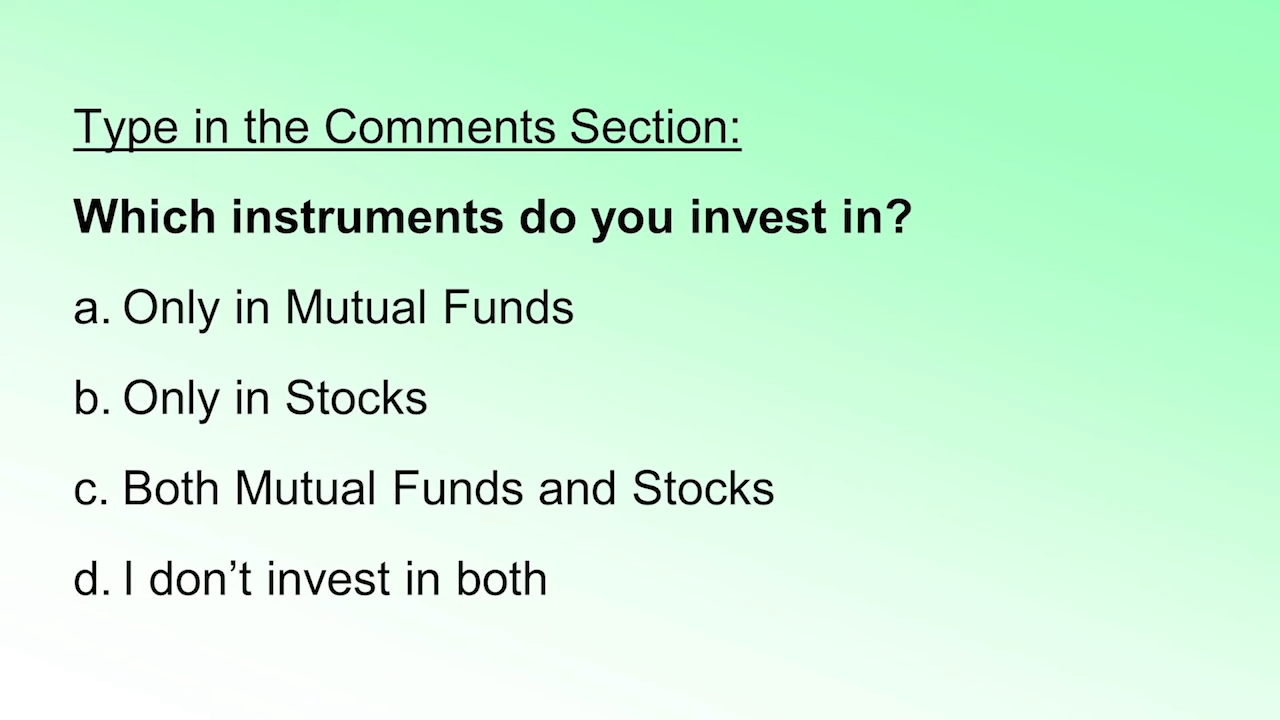 Type in the Comments Section:
Which instruments do you invest in?
a. Only in Mutual Funds
b. Only in Stocks
c. Both Mutual Funds and Stocks
d. I don’t invest in both